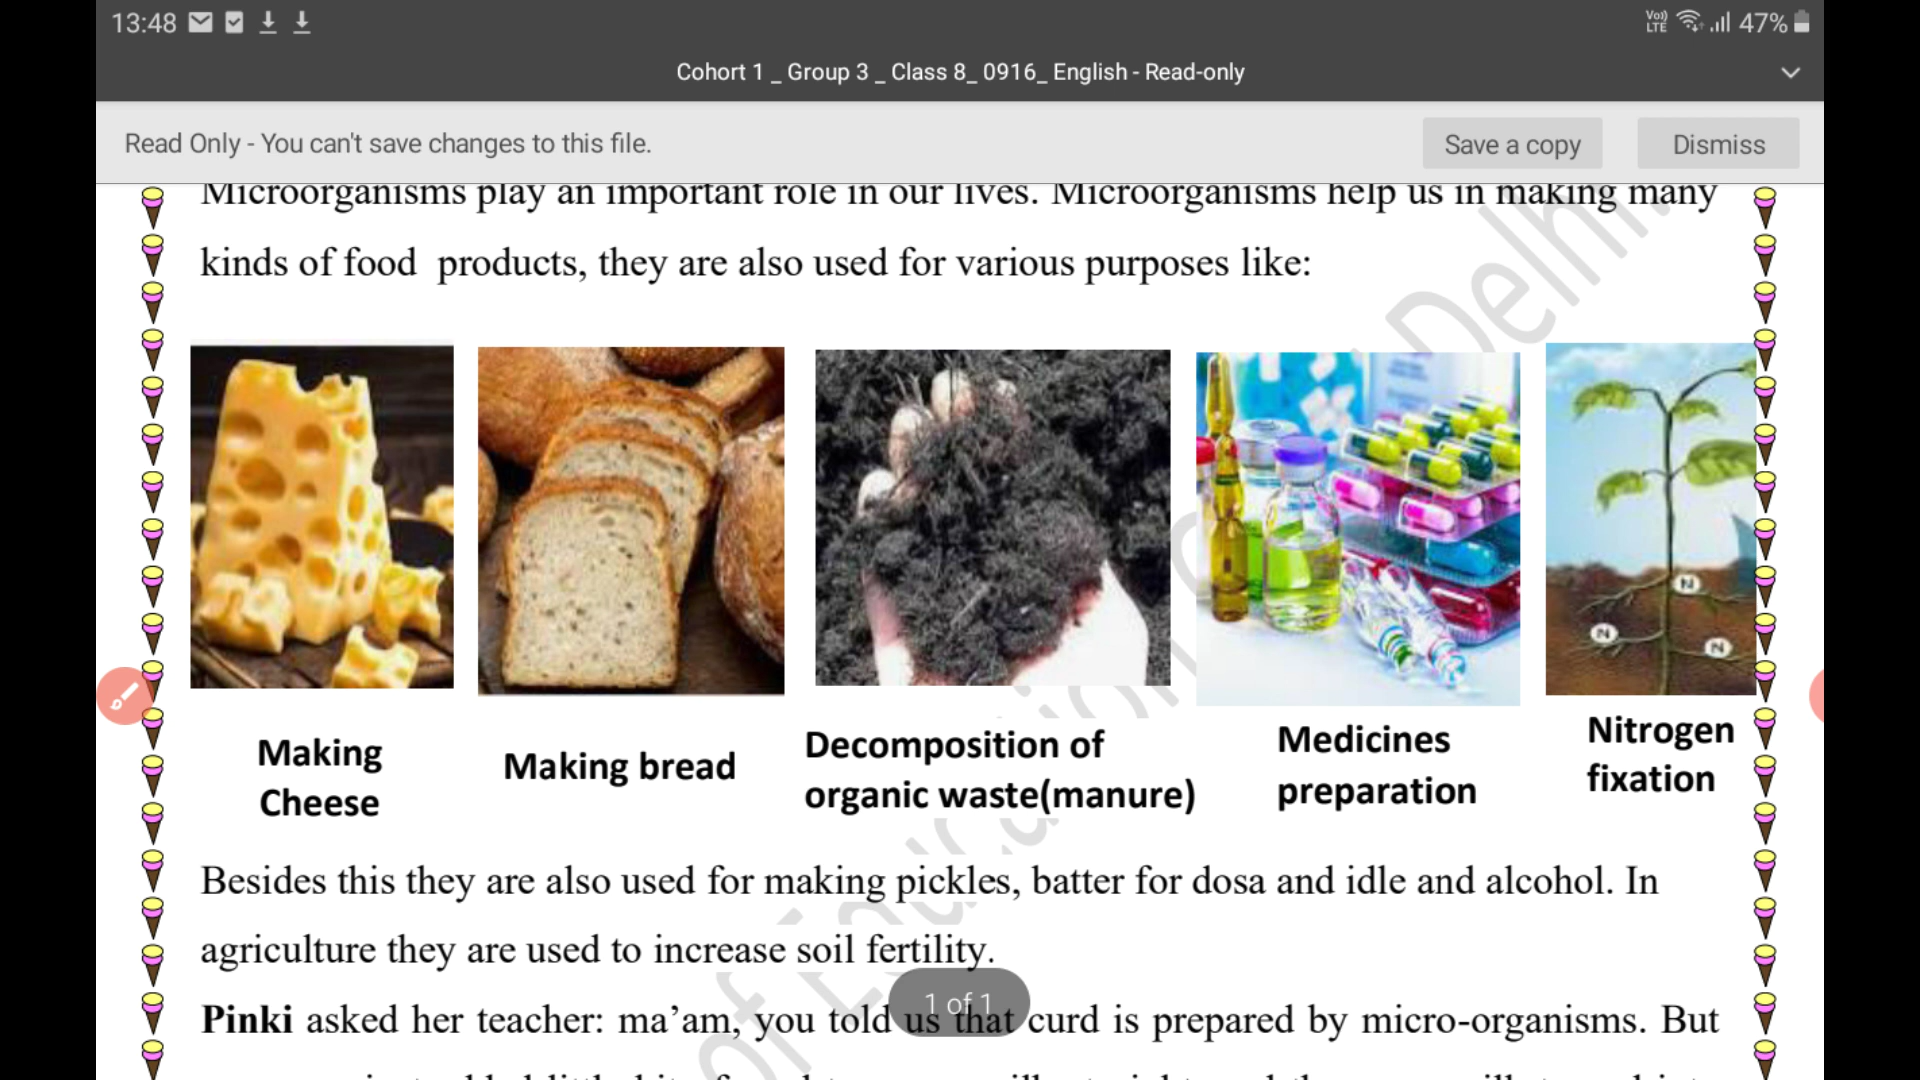 13:48
Vo)) LTE 47%
Cohort 1 _ Group 3 _ Class 8_ 0916_ English - Read-only
Read Only - You can't save changes to this file.
Save a copy
Dismiss
Microorganisms play an important role in our lives. Microorganisms help us in making many
kinds of food products, they are also used for various purposes like:
N
N
N
Making
Cheese
Making bread
Decomposition of
organic waste(manure)
Medicines
preparation
Nitrogen
fixation
Besides this they are also used for making pickles, batter for dosa and idle and alcohol. In
agriculture they are used to increase soil fertility.
1 of 1
Pinki asked her teacher: ma’am, you told us that curd is prepared by micro-organisms. But
of Education Delhi